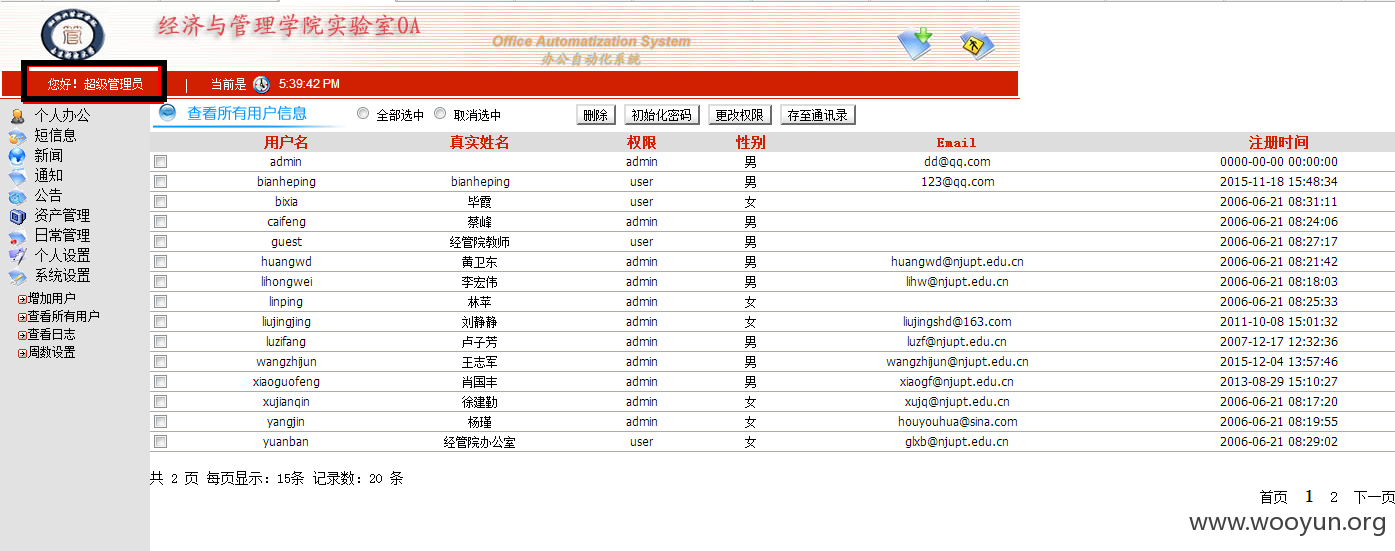 经济与管理学院实验室OA
Office Automatization System
办公自动化系统
您好！超级管理员 | 当前是 5:39:42 PM
个人办公
短信息
新闻
通知
公告
资产管理
日常管理
个人设置
系统设置
增加用户
查看所有用户
查看日志
周数设置
查看所有用户信息 全部选中 取消选中 删除 初始化密码 更改权限 存至通讯录
用户名 真实姓名 权限 性别 Email 注册时间
admin admin 男 dd@qq.com 0000-00-00 00:00:00
bianheping bianheping user 男 123@qq.com 2015-11-18 15:48:34
bixia 毕霞 user 女 2006-06-21 08:31:11
caifeng 蔡峰 admin 男 2006-06-21 08:24:06
guest 经管院教师 user 男 2006-06-21 08:27:17
huangwd 黄卫东 admin 男 huangwd@njupt.edu.cn 2006-06-21 08:21:42
lihongwei 李宏伟 admin 男 lihw@njupt.edu.cn 2006-06-21 08:18:03
linping 林苹 admin 女 2006-06-21 08:25:33
liujingjing 刘静静 admin 女 liujingshd@163.com 2011-10-08 15:01:32
luzifang 卢子芳 admin 男 luzf@njupt.edu.cn 2007-12-17 12:32:36
wangzhijun 王志军 admin 男 wangzhijun@njupt.edu.cn 2015-12-04 13:57:46
xiaoguofeng 肖国丰 admin 男 xiaogf@njupt.edu.cn 2013-08-29 15:10:27
xujianqin 徐建勤 admin 女 xujq@njupt.edu.cn 2006-06-21 08:17:20
yangjin 杨瑾 admin 女 houyouhua@sina.com 2006-06-21 08:19:55
yuanban 经管院办公室 user 女 glxb@njupt.edu.cn 2006-06-21 08:29:02
共 2 页 每页显示：15条 记录数：20 条
首页 1 2 下一页
www.wooyun.org